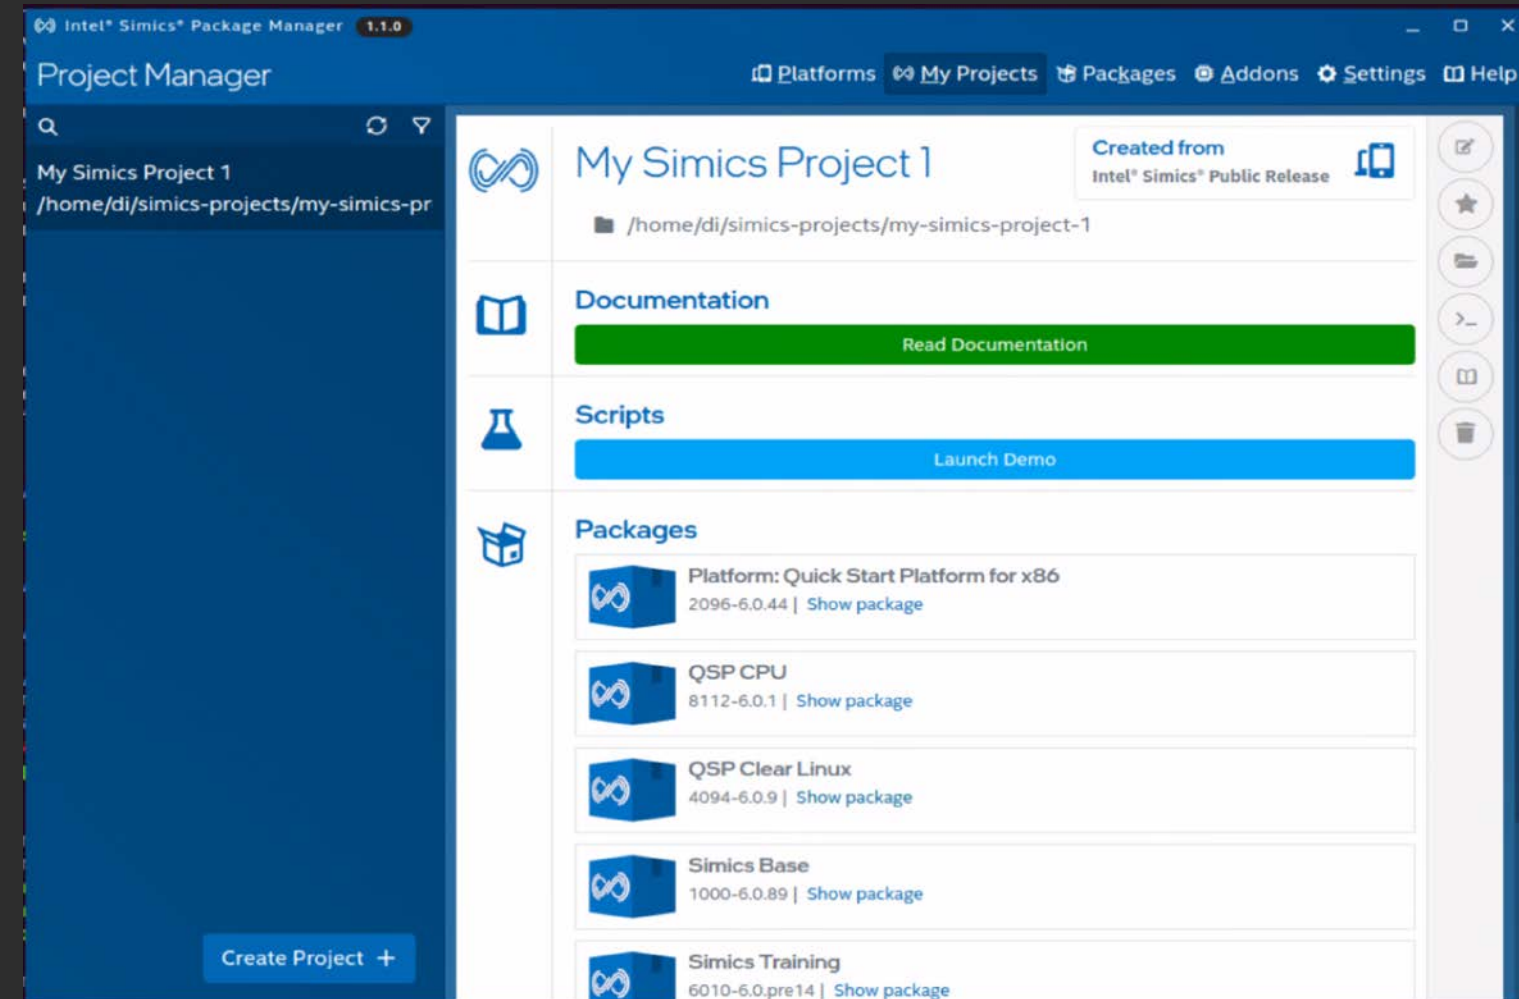 Intel® Simics® Package Manager 1.1.0
Project Manager
Platforms My Projects Packages Addons Settings Help
My Simics Project 1
/home/di/simics-projects/my-simics-pr
Create Project +
My Simics Project 1
Created from
Intel® Simics® Public Release
/home/di/simics-projects/my-simics-project-1
Documentation
Read Documentation
Scripts
Launch Demo
Packages
Platform: Quick Start Platform for x86
2096-6.0.44 | Show package
QSP CPU
8112-6.0.1 | Show package
QSP Clear Linux
4094-6.0.9 | Show package
Simics Base
1000-6.0.89 | Show package
Simics Training
6010-6.0.pre14 | Show package